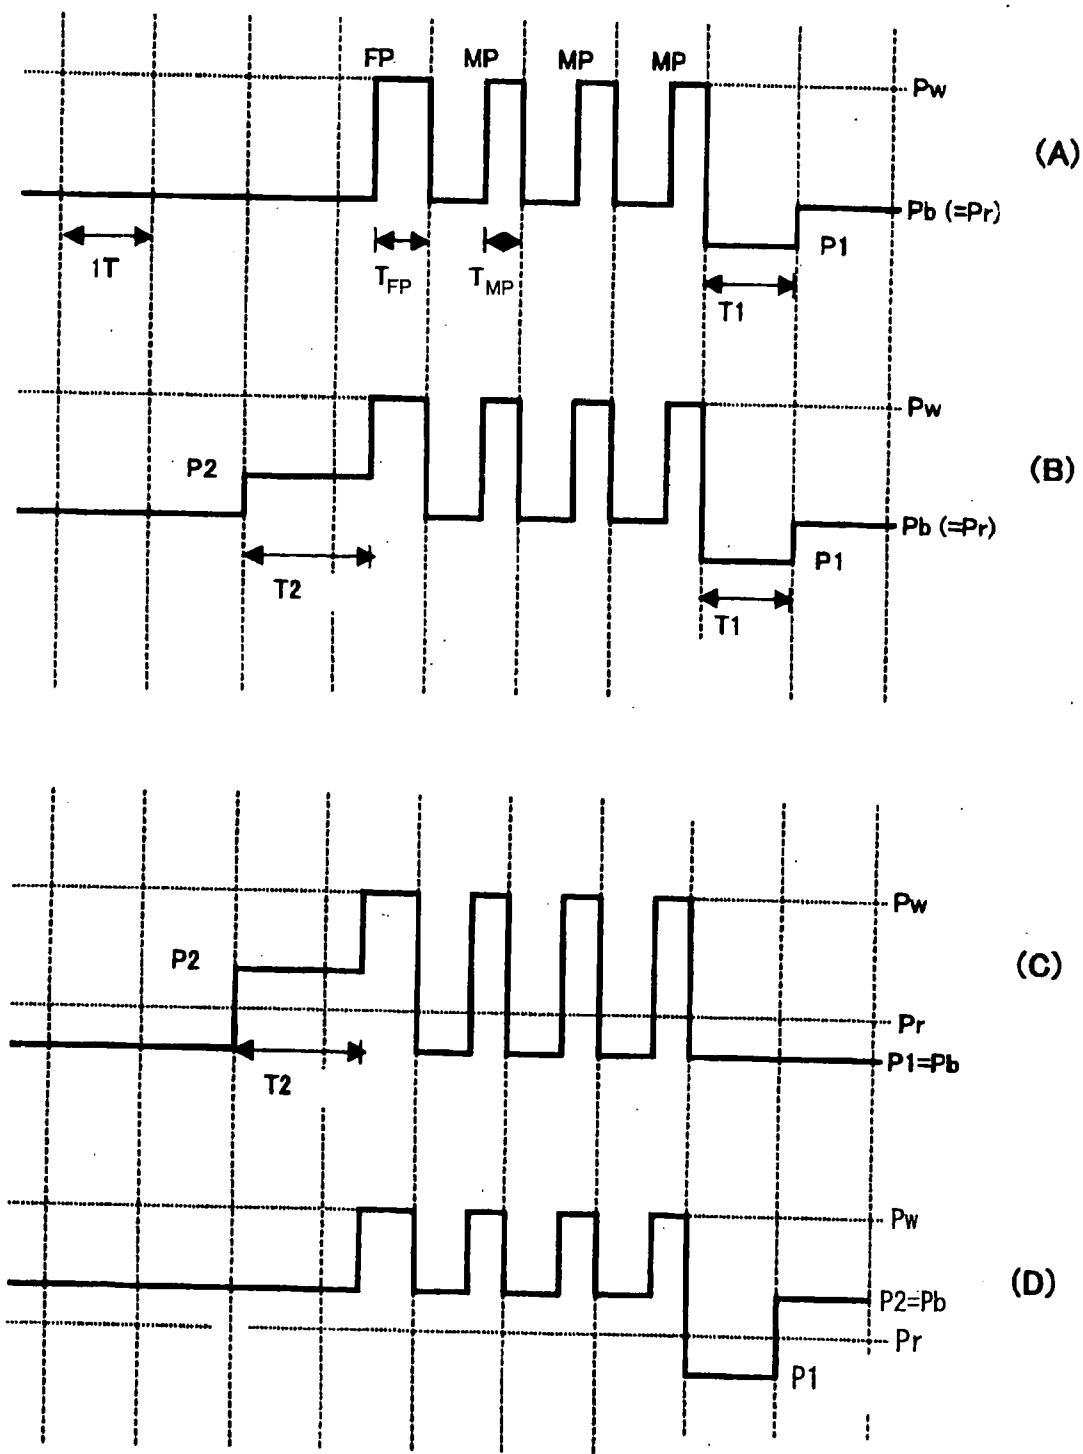 FP MP MP MP
Pw
(A)
Pb (=Pr)
1T
T_FP T_MP
P1
T1
Pw
P2
(B)
Pb (=Pr)
P1
T2
T1
Pw
P2
(C)
Pr
P1=Pb
T2
Pw
(D)
P2=Pb
Pr
P1